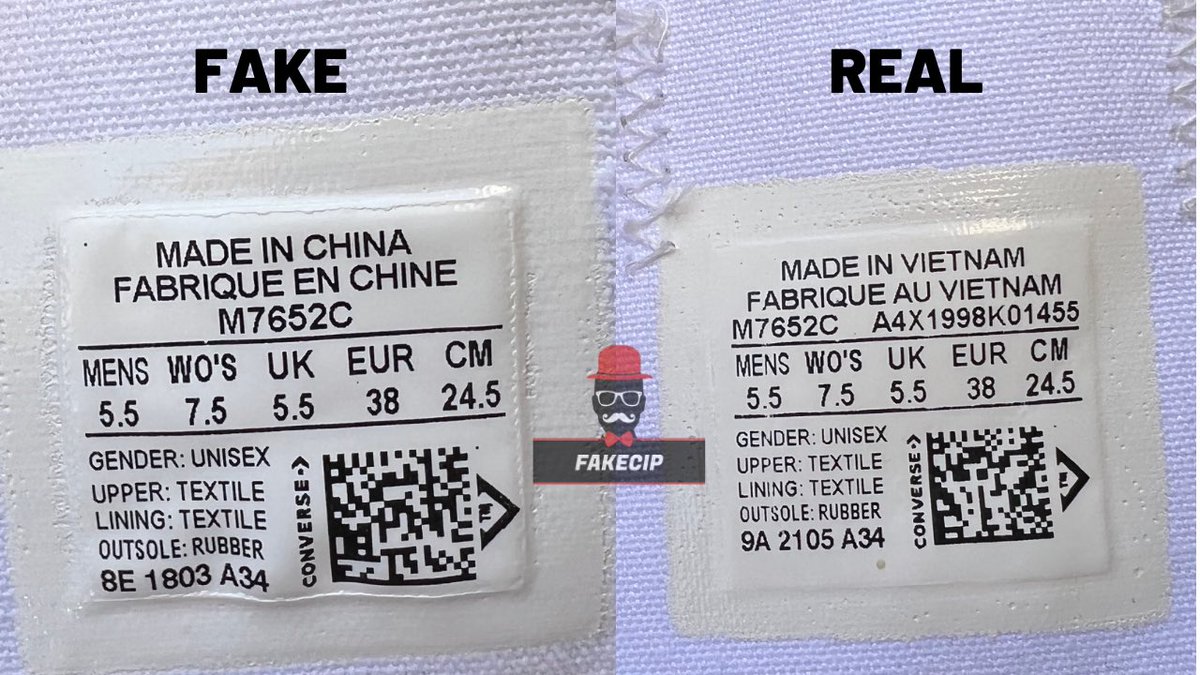 FAKE
MADE IN CHINA
FABRIQUE EN CHINE
M7652C
MENS WO'S UK EUR CM
5.5 7.5 5.5 38 24.5
GENDER: UNISEX
UPPER: TEXTILE
LINING: TEXTILE
OUTSOLE: RUBBER
8E 1803 A34
CONVERSE
TM
FAKECIP
REAL
MADE IN VIETNAM
FABRIQUE AU VIETNAM
M7652C A4X1998K01455
MENS WO'S UK EUR CM
5.5 7.5 5.5 38 24.5
GENDER: UNISEX
UPPER: TEXTILE
LINING: TEXTILE
OUTSOLE: RUBBER
9A 2105 A34
CONVERSE
TM